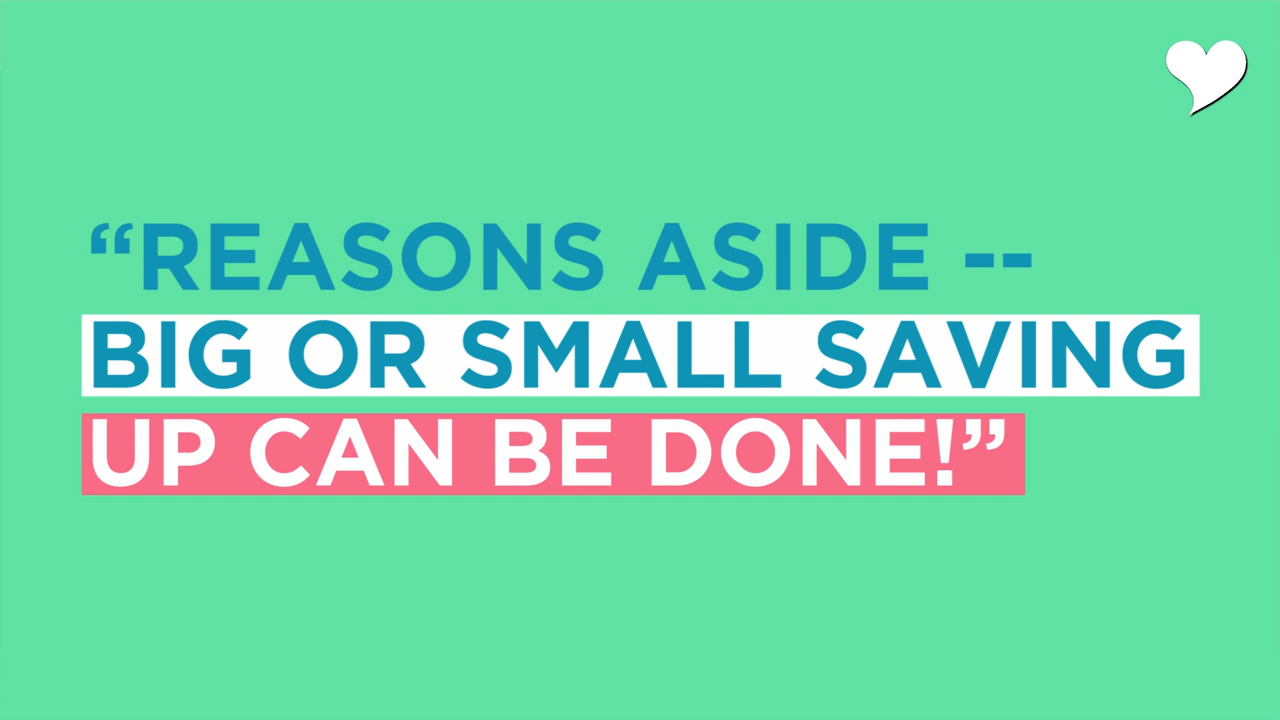 “REASONS ASIDE --
BIG OR SMALL SAVING
UP CAN BE DONE!”